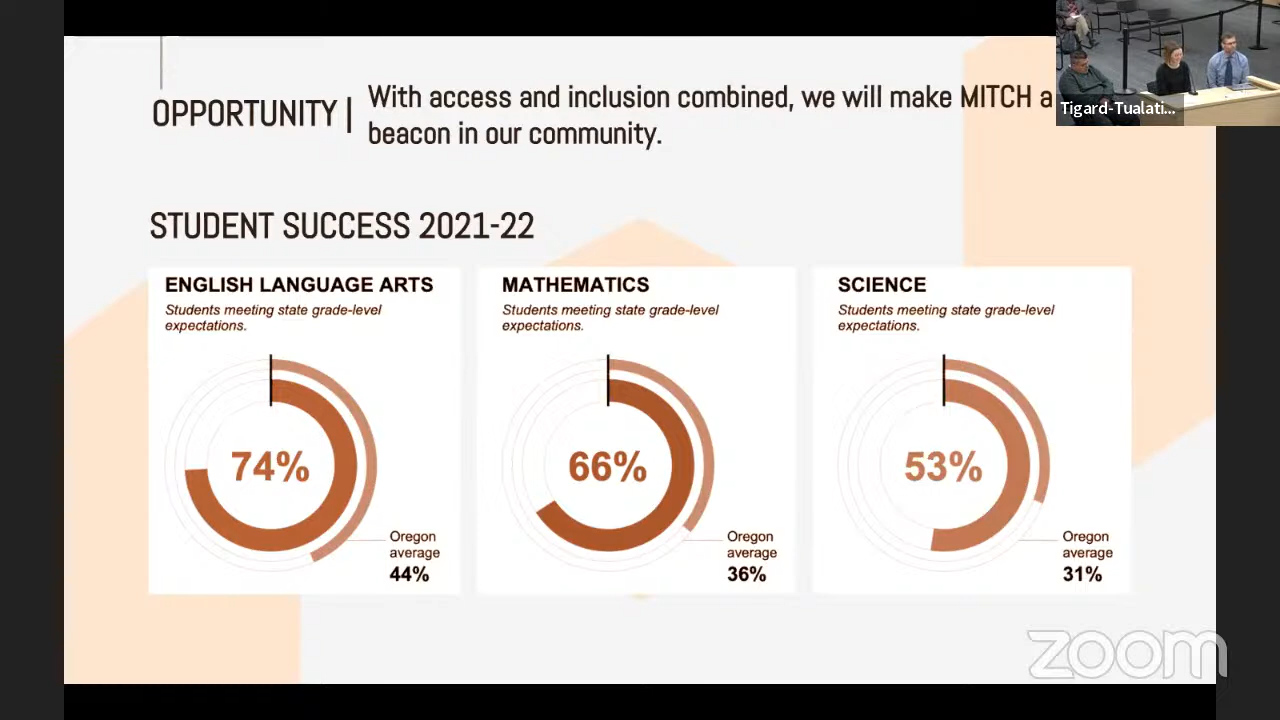 OPPORTUNITY |
With access and inclusion combined, we will make MITCH a
beacon in our community.
Tigard-Tualati...
STUDENT SUCCESS 2021-22
ENGLISH LANGUAGE ARTS
Students meeting state grade-level
expectations.
74%
Oregon
average
44%
MATHEMATICS
Students meeting state grade-level
expectations.
66%
Oregon
average
36%
SCIENCE
Students meeting state grade-level
expectations.
53%
Oregon
average
31%
zoom